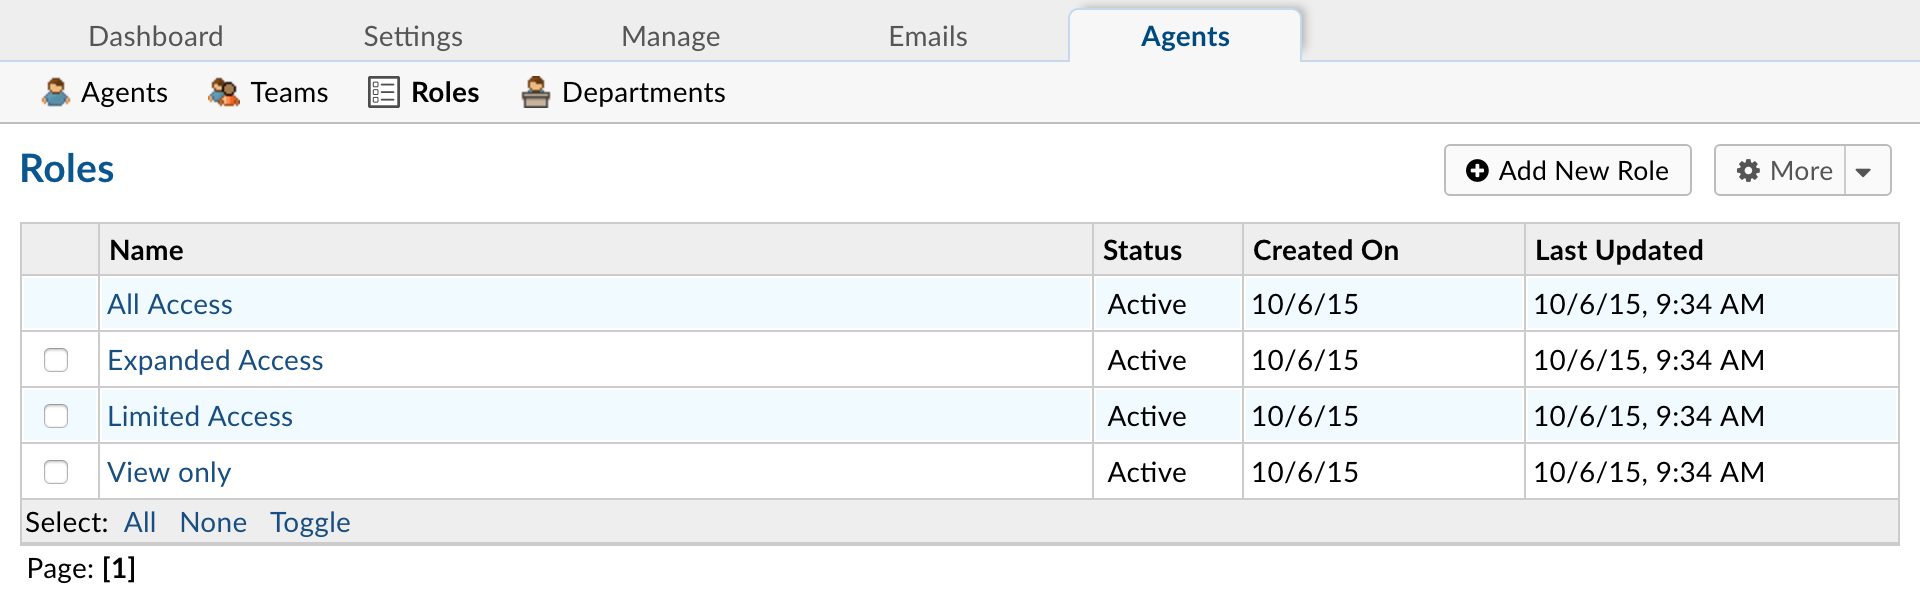 Dashboard Settings Manage Emails Agents
Agents Teams Roles Departments
Roles Add New Role More
Name Status Created On Last Updated
All Access Active 10/6/15 10/6/15, 9:34 AM
Expanded Access Active 10/6/15 10/6/15, 9:34 AM
Limited Access Active 10/6/15 10/6/15, 9:34 AM
View only Active 10/6/15 10/6/15, 9:34 AM
Select: All None Toggle
Page: [1]